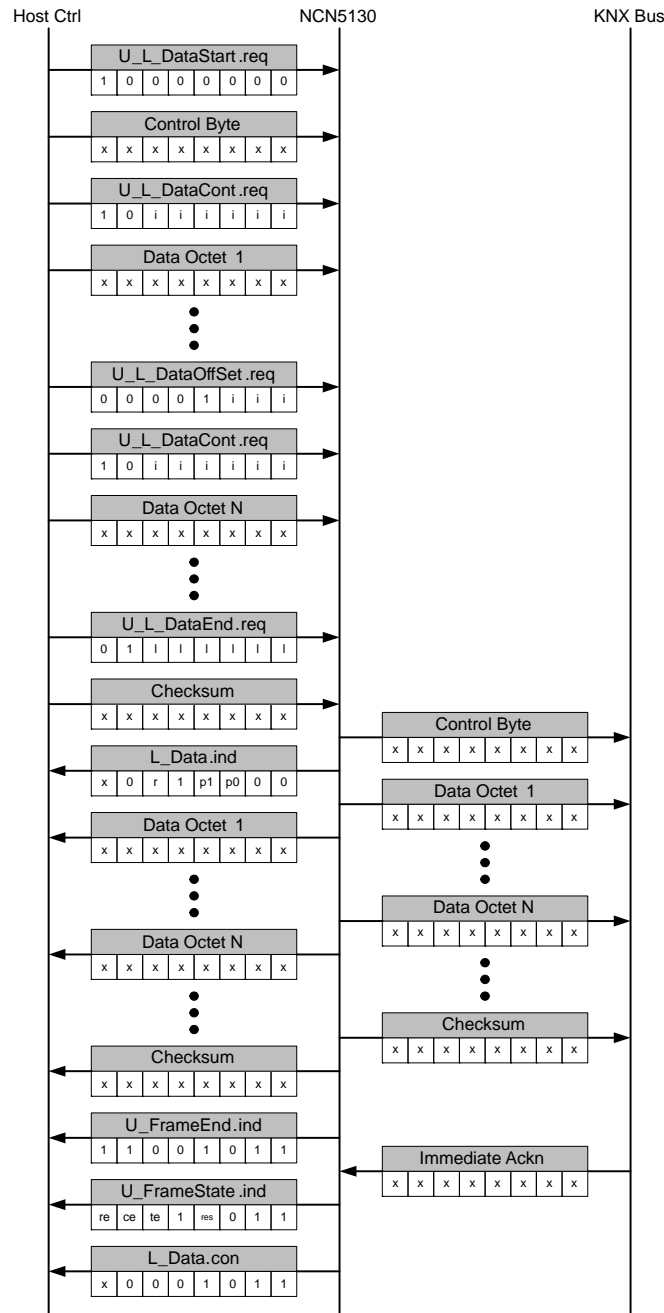 Host Ctrl NCN5130 KNX Bus
U_L_DataStart.req
1 0 0 0 0 0 0 0
Control Byte
x x x x x x x x
U_L_DataCont.req
1 0 i i i i i i
Data Octet 1
x x x x x x x x
U_L_DataOffSet.req
0 0 0 0 1 i i i
U_L_DataCont.req
1 0 i i i i i i
Data Octet N
x x x x x x x x
U_L_DataEnd.req
0 1 l l l l l l
Checksum
x x x x x x x x
Control Byte
x x x x x x x x
L_Data.ind
x 0 r 1 p1 p0 0 0
Data Octet 1
x x x x x x x x
Data Octet 1
x x x x x x x x
Data Octet N
x x x x x x x x
Data Octet N
x x x x x x x x
Checksum
x x x x x x x x
Checksum
x x x x x x x x
U_FrameEnd.ind
1 1 0 0 1 0 1 1
Immediate Ackn
x x x x x x x x
U_FrameState.ind
re ce te 1 res 0 1 1
L_Data.con
x 0 0 0 1 0 1 1